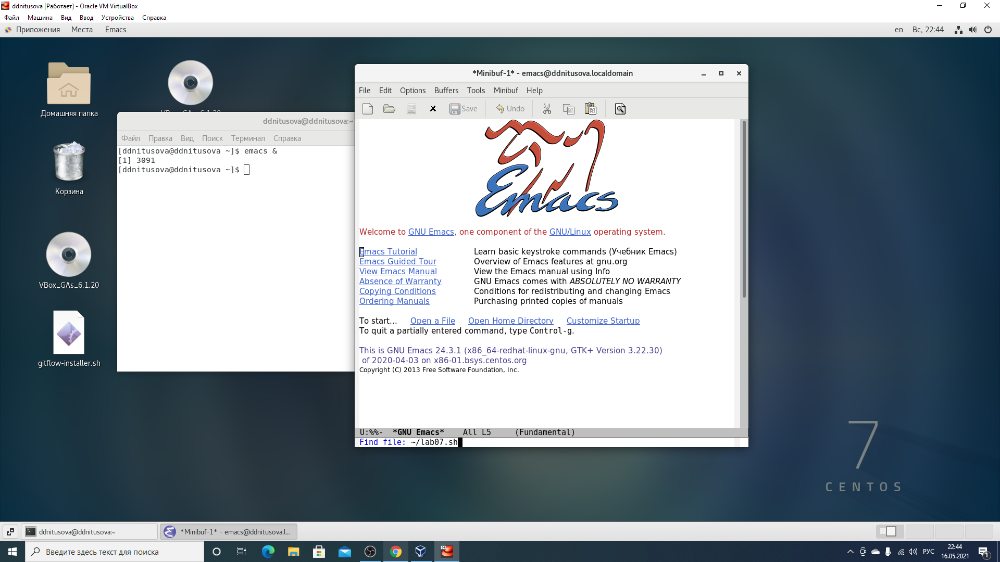 ddnitusova [Работает] - Oracle VM VirtualBox
Файл Машина Вид Ввод Устройства Справка
Приложения Места Emacs en Вс, 22:44
Домашняя папка
Корзина
VBox_GAs_6.1.20
gitflow-installer.sh
VBox_GAs_6.1.20
ddnitusova@ddnitusova:~
Файл Правка Вид Поиск Терминал Справка
[ddnitusova@ddnitusova ~]$ emacs &
[1] 3091
[ddnitusova@ddnitusova ~]$
*Minibuf-1* - emacs@ddnitusova.localdomain
File Edit Options Buffers Tools Minibuf Help
Save Undo
Emacs
Welcome to GNU Emacs, one component of the GNU/Linux operating system.
Emacs Tutorial Learn basic keystroke commands (Учебник Emacs)
Emacs Guided Tour Overview of Emacs features at gnu.org
View Emacs Manual View the Emacs manual using Info
Absence of Warranty GNU Emacs comes with ABSOLUTELY NO WARRANTY
Copying Conditions Conditions for redistributing and changing Emacs
Ordering Manuals Purchasing printed copies of manuals
To start... Open a File Open Home Directory Customize Startup
To quit a partially entered command, type Control-g.
This is GNU Emacs 24.3.1 (x86_64-redhat-linux-gnu, GTK+ Version 3.22.30)
of 2020-04-03 on x86-01.bsys.centos.org
Copyright (C) 2013 Free Software Foundation, Inc.
U:%%- *GNU Emacs* All L5 (Fundamental)
Find file: ~/lab07.sh
7
CENTOS
ddnitusova@ddnitusova:~ *Minibuf-1* - emacs@ddnitusova.l...
Введите здесь текст для поиска
64
РУС
22:44
16.05.2021
1